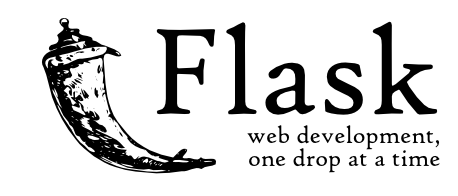 Flask
web development,
one drop at a time